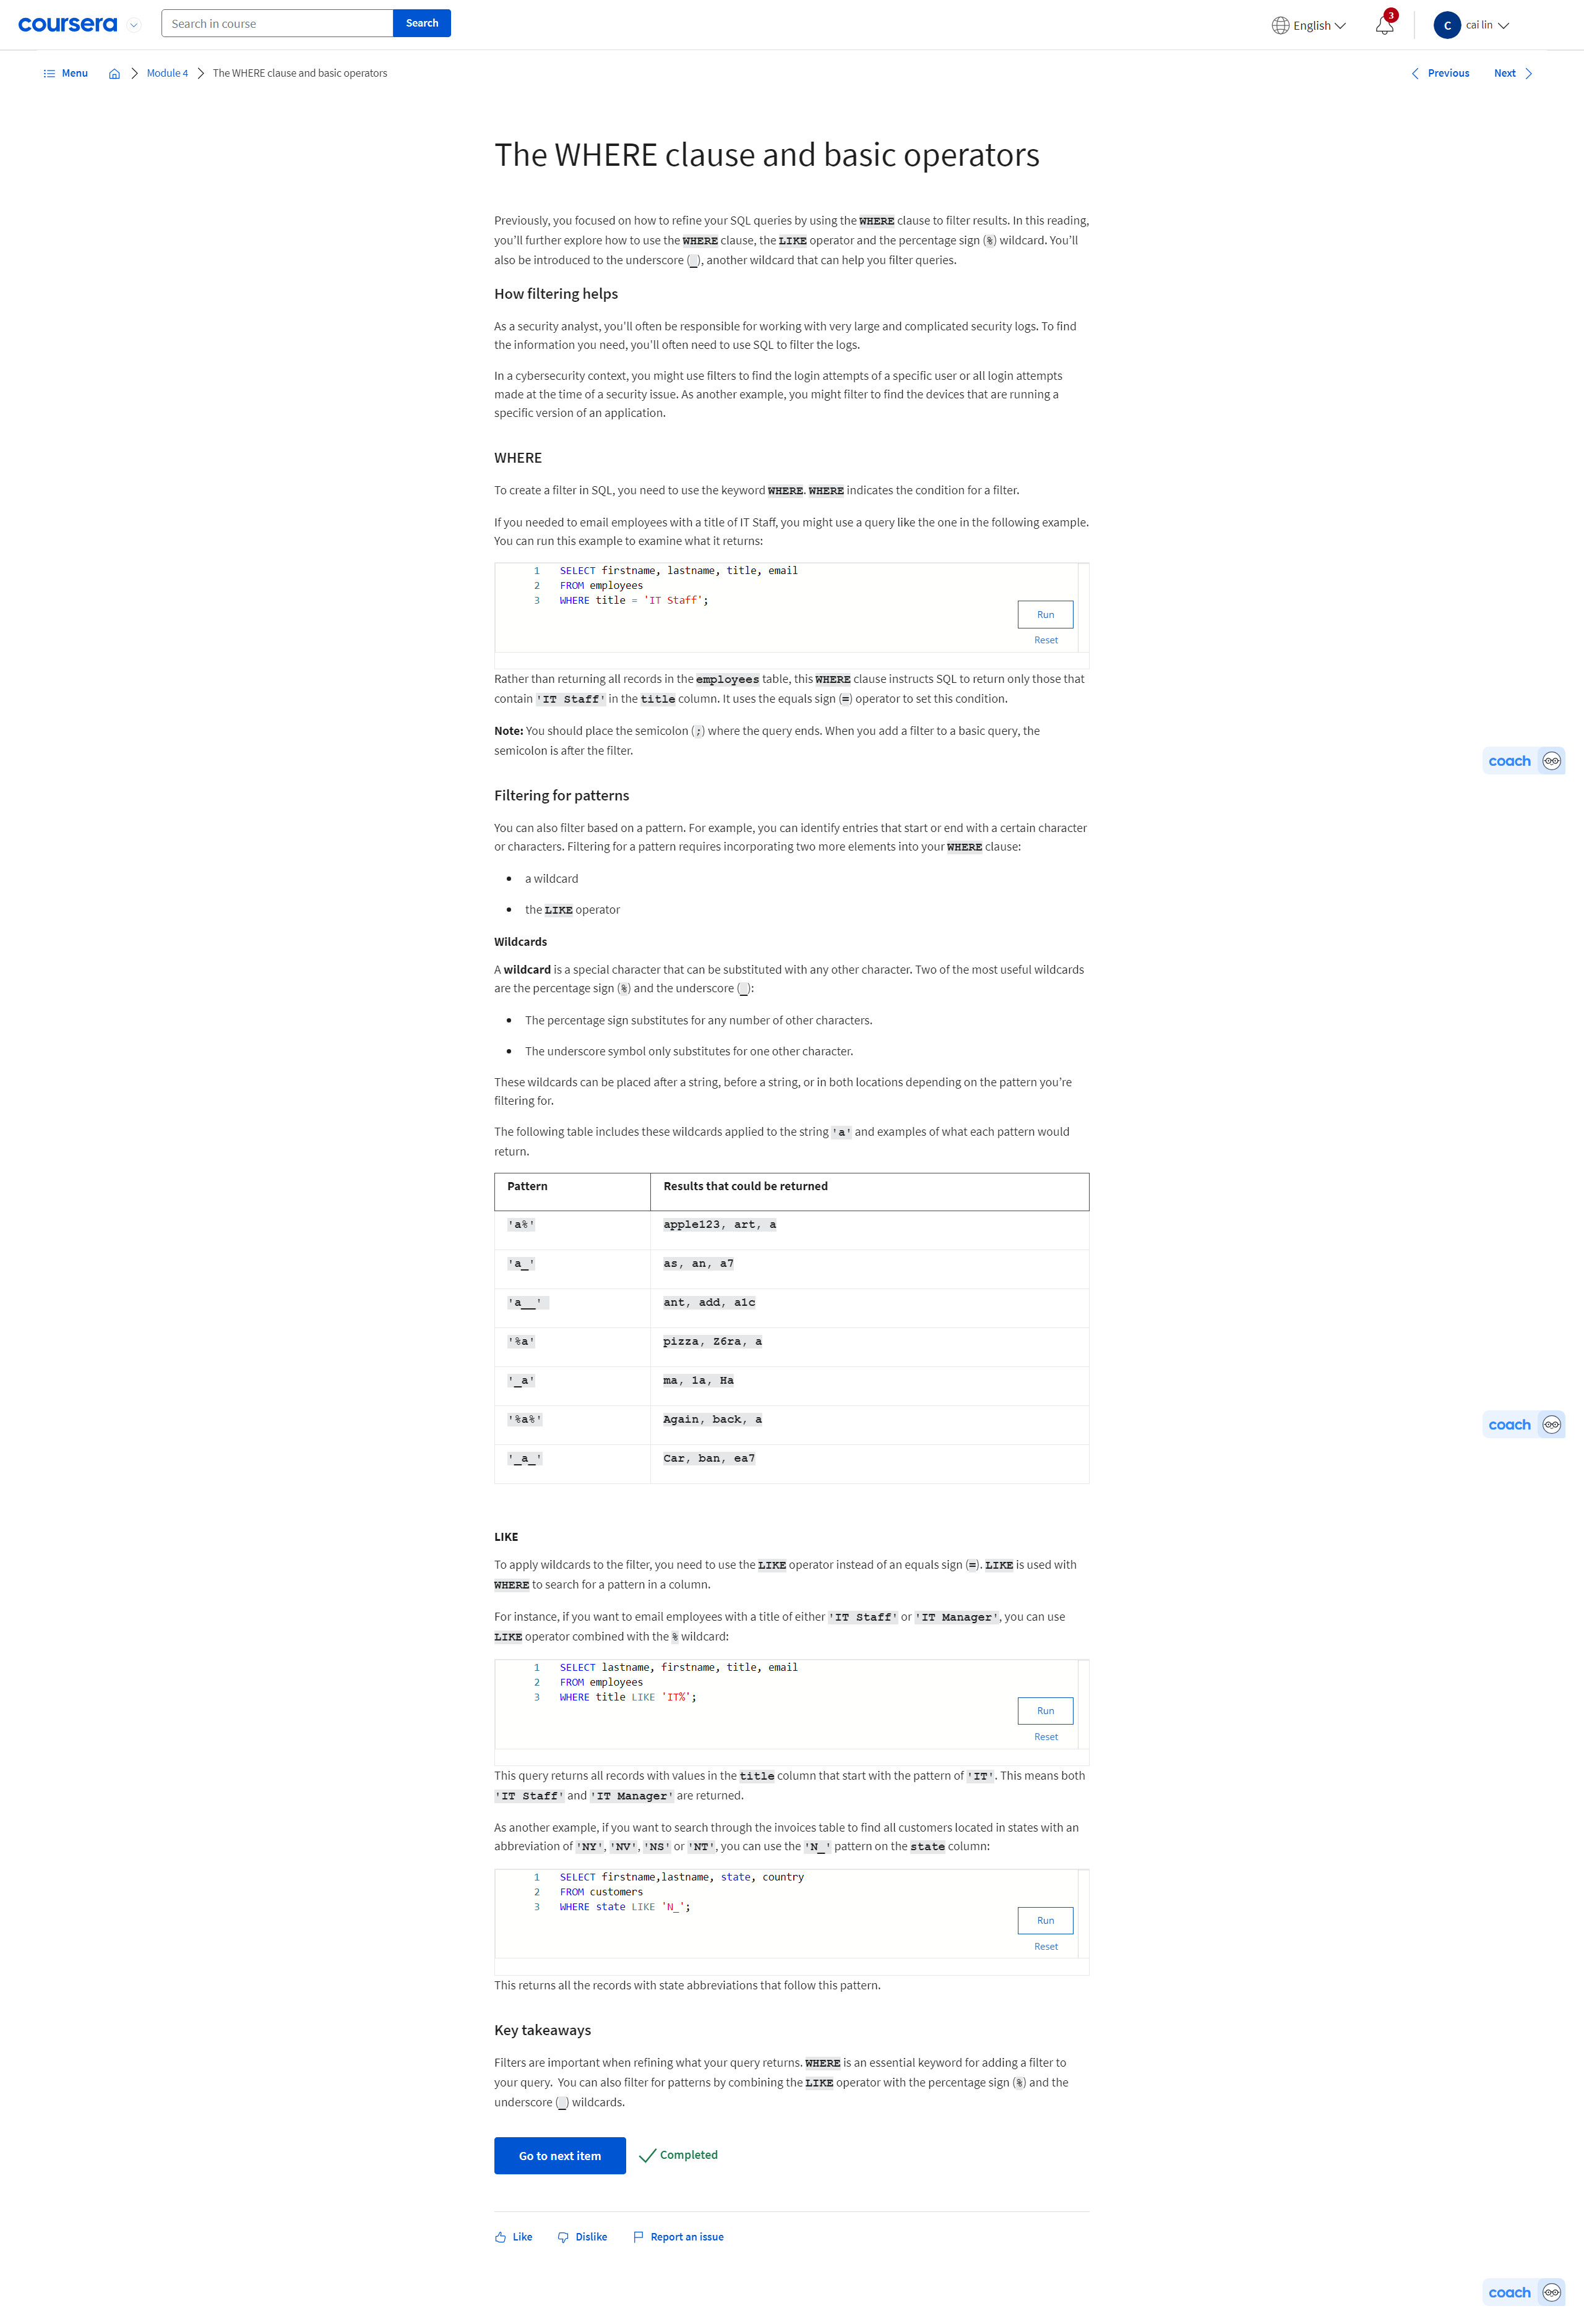 coursera
Search in course
Search
English
3
C
cai lin
Menu
Module 4
The WHERE clause and basic operators
Previous
Next
The WHERE clause and basic operators
Previously, you focused on how to refine your SQL queries by using the WHERE clause to filter results. In this reading,
you’ll further explore how to use the WHERE clause, the LIKE operator and the percentage sign (%) wildcard. You’ll
also be introduced to the underscore (_), another wildcard that can help you filter queries.
How filtering helps
As a security analyst, you’ll often be responsible for working with very large and complicated security logs. To find
the information you need, you’ll often need to use SQL to filter the logs.
In a cybersecurity context, you might use filters to find the login attempts of a specific user or all login attempts
made at the time of a security issue. As another example, you might filter to find the devices that are running a
specific version of an application.
WHERE
To create a filter in SQL, you need to use the keyword WHERE. WHERE indicates the condition for a filter.
If you needed to email employees with a title of IT Staff, you might use a query like the one in the following example.
You can run this example to examine what it returns:
1 SELECT firstname, lastname, title, email
2 FROM employees
3 WHERE title = 'IT Staff';
Run
Reset
Rather than returning all records in the employees table, this WHERE clause instructs SQL to return only those that
contain 'IT Staff' in the title column. It uses the equals sign (=) operator to set this condition.
Note: You should place the semicolon (;) where the query ends. When you add a filter to a basic query, the
semicolon is after the filter.
coach
Filtering for patterns
You can also filter based on a pattern. For example, you can identify entries that start or end with a certain character
or characters. Filtering for a pattern requires incorporating two more elements into your WHERE clause:
• a wildcard
• the LIKE operator
Wildcards
A wildcard is a special character that can be substituted with any other character. Two of the most useful wildcards
are the percentage sign (%) and the underscore (_):
• The percentage sign substitutes for any number of other characters.
• The underscore symbol only substitutes for one other character.
These wildcards can be placed after a string, before a string, or in both locations depending on the pattern you’re
filtering for.
The following table includes these wildcards applied to the string 'a' and examples of what each pattern would
return.
Pattern Results that could be returned
'a%' apple123, art, a
'a_' as, an, a7
'a__' ant, add, a1c
'%a' pizza, Z6ra, a
'_a' ma, 1a, Ha
'%a%' Again, back, a
coach
'_a_' Car, ban, ea7
LIKE
To apply wildcards to the filter, you need to use the LIKE operator instead of an equals sign (=). LIKE is used with
WHERE to search for a pattern in a column.
For instance, if you want to email employees with a title of either 'IT Staff' or 'IT Manager', you can use
LIKE operator combined with the % wildcard:
1 SELECT lastname, firstname, title, email
2 FROM employees
3 WHERE title LIKE 'IT%';
Run
Reset
This query returns all records with values in the title column that start with the pattern of 'IT'. This means both
'IT Staff' and 'IT Manager' are returned.
As another example, if you want to search through the invoices table to find all customers located in states with an
abbreviation of 'NY', 'NV', 'NS' or 'NT', you can use the 'N_' pattern on the state column:
1 SELECT firstname,lastname, state, country
2 FROM customers
3 WHERE state LIKE 'N_';
Run
Reset
This returns all the records with state abbreviations that follow this pattern.
Key takeaways
Filters are important when refining what your query returns. WHERE is an essential keyword for adding a filter to
your query. You can also filter for patterns by combining the LIKE operator with the percentage sign (%) and the
underscore (_) wildcards.
Go to next item
Completed
Like
Dislike
Report an issue
coach